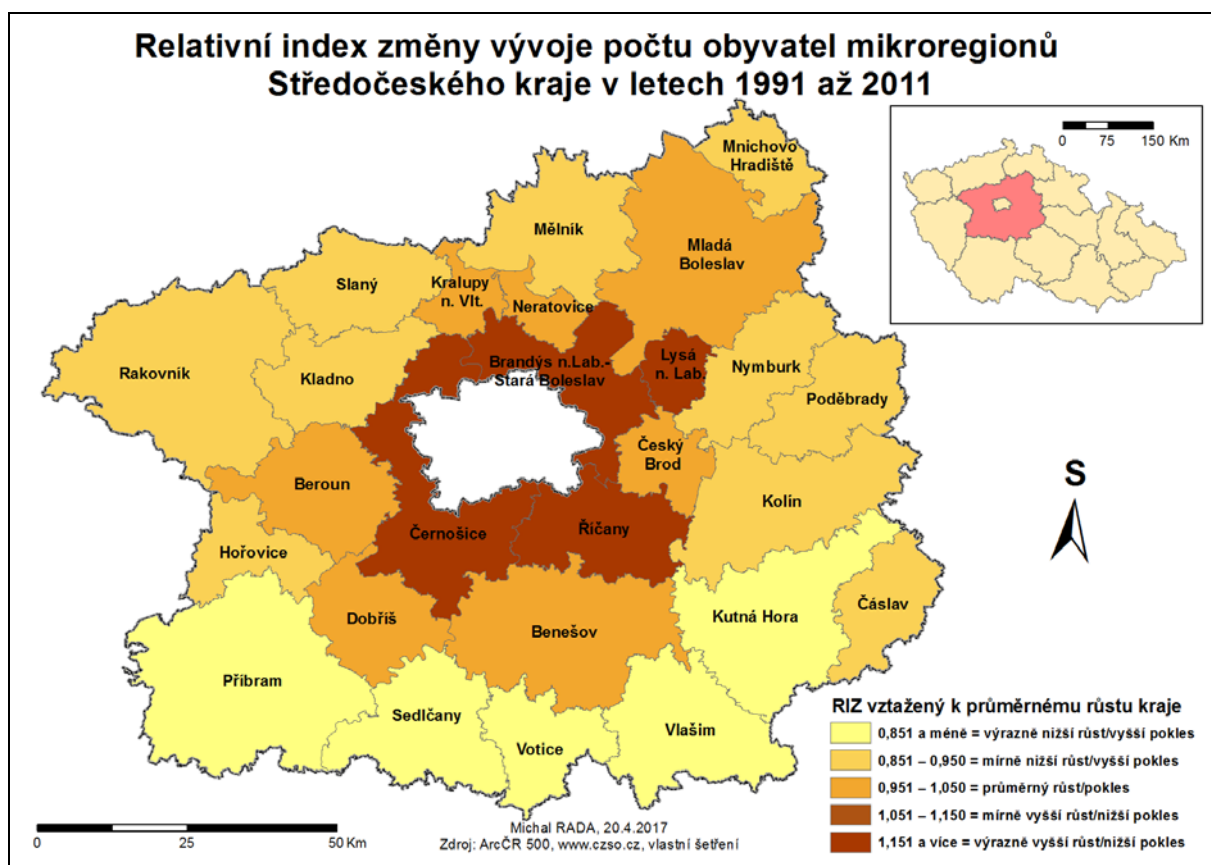 Relativní index změny vývoje počtu obyvatel mikroregionů
Středočeského kraje v letech 1991 až 2011
0 75 150 Km
Mnichovo
Hradiště
Mělník
Mladá
Boleslav
Slaný
Kralupy
n. Vlt.
Neratovice
Rakovník
Kladno
Brandýs n.Lab.-
Stará Boleslav
Lysá
n. Lab.
Nymburk
Poděbrady
Český
Brod
Beroun
Kolín
S
Černošice
Říčany
Hořovice
Dobříš
Benešov
Kutná Hora
Čáslav
Příbram
Sedlčany
Votice
Vlašim
RIZ vztažený k průměrnému růstu kraje
0,851 a méně = výrazně nižší růst/vyšší pokles
0,851 – 0,950 = mírně nižší růst/vyšší pokles
0,951 – 1,050 = průměrný růst/pokles
1,051 – 1,150 = mírně vyšší růst/nižší pokles
1,151 a více = výrazně vyšší růst/nižší pokles
0 25 50 Km
Michal RADA, 20.4.2017
Zdroj: ArcČR 500, www.czso.cz, vlastní šetření